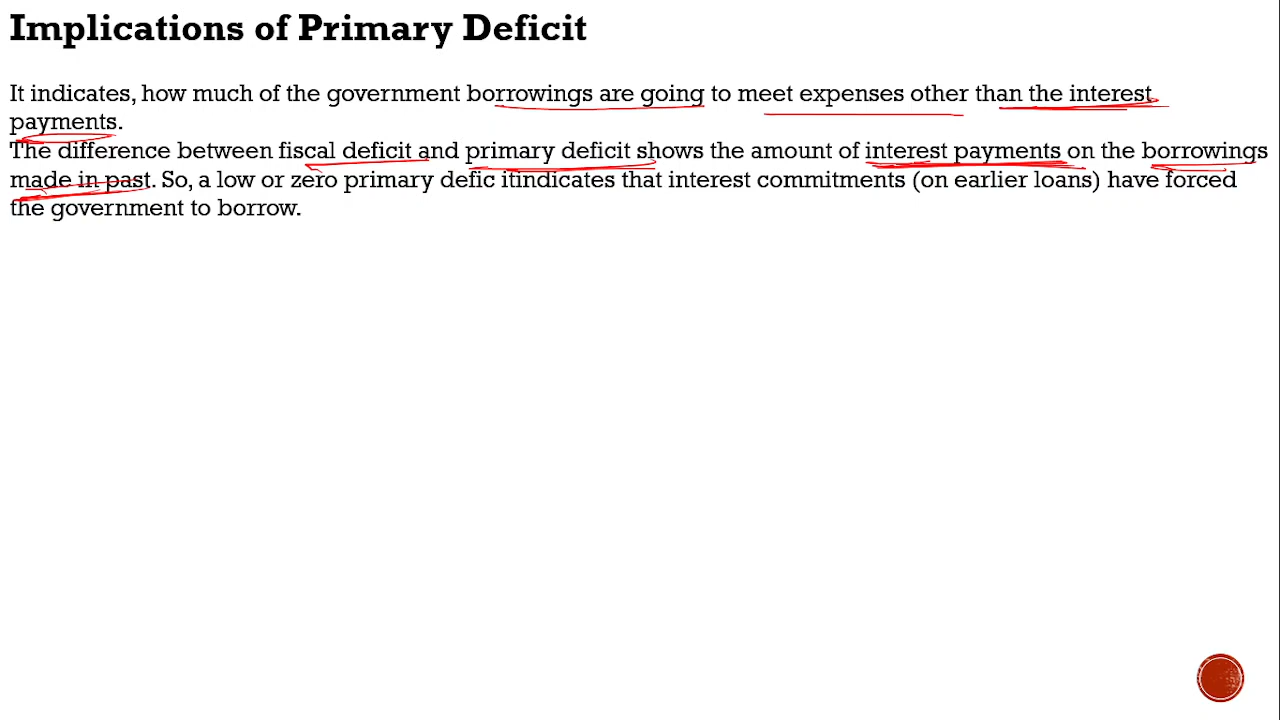 Implications of Primary Deficit
It indicates, how much of the government borrowings are going to meet expenses other than the interest
payments.
The difference between fiscal deficit and primary deficit shows the amount of interest payments on the borrowings
made in past. So, a low or zero primary defic itindicates that interest commitments (on earlier loans) have forced
the government to borrow.